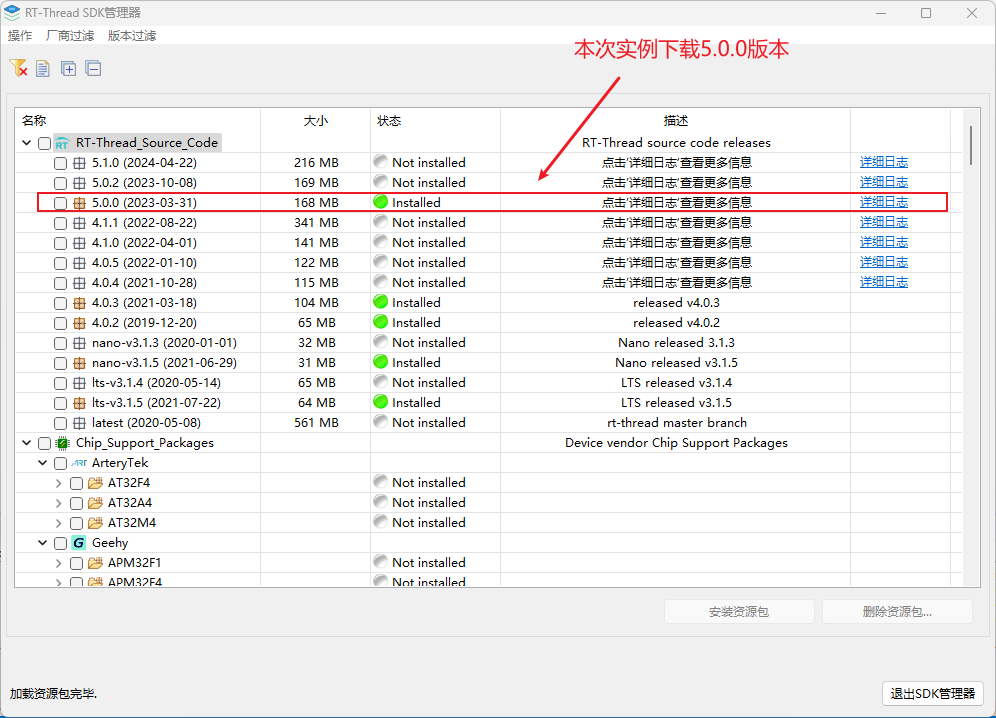 RT-Thread SDK管理器
操作 厂商过滤 版本过滤
本次实例下载5.0.0版本
名称 大小 状态 描述
RT RT-Thread_Source_Code RT-Thread source code releases
5.1.0 (2024-04-22) 216 MB Not installed 点击'详细日志'查看更多信息 详细日志
5.0.2 (2023-10-08) 169 MB Not installed 点击'详细日志'查看更多信息 详细日志
5.0.0 (2023-03-31) 168 MB Installed 点击'详细日志'查看更多信息 详细日志
4.1.1 (2022-08-22) 341 MB Not installed 点击'详细日志'查看更多信息 详细日志
4.1.0 (2022-04-01) 141 MB Not installed 点击'详细日志'查看更多信息 详细日志
4.0.5 (2022-01-10) 122 MB Not installed 点击'详细日志'查看更多信息 详细日志
4.0.4 (2021-10-28) 115 MB Not installed 点击'详细日志'查看更多信息 详细日志
4.0.3 (2021-03-18) 104 MB Installed released v4.0.3
4.0.2 (2019-12-20) 65 MB Installed released v4.0.2
nano-v3.1.3 (2020-01-01) 32 MB Not installed Nano released 3.1.3
nano-v3.1.5 (2021-06-29) 31 MB Installed Nano released v3.1.5
lts-v3.1.4 (2020-05-14) 65 MB Not installed LTS released v3.1.4
lts-v3.1.5 (2021-07-22) 64 MB Installed LTS released v3.1.5
latest (2020-05-08) 561 MB Not installed rt-thread master branch
Chip_Support_Packages Device vendor Chip Support Packages
ART ArteryTek
AT32F4 Not installed
AT32A4 Not installed
AT32M4 Not installed
G Geehy
APM32F1 Not installed
APM32F4 Not installed
安装资源包 删除资源包...
加载资源包完毕.
退出SDK管理器